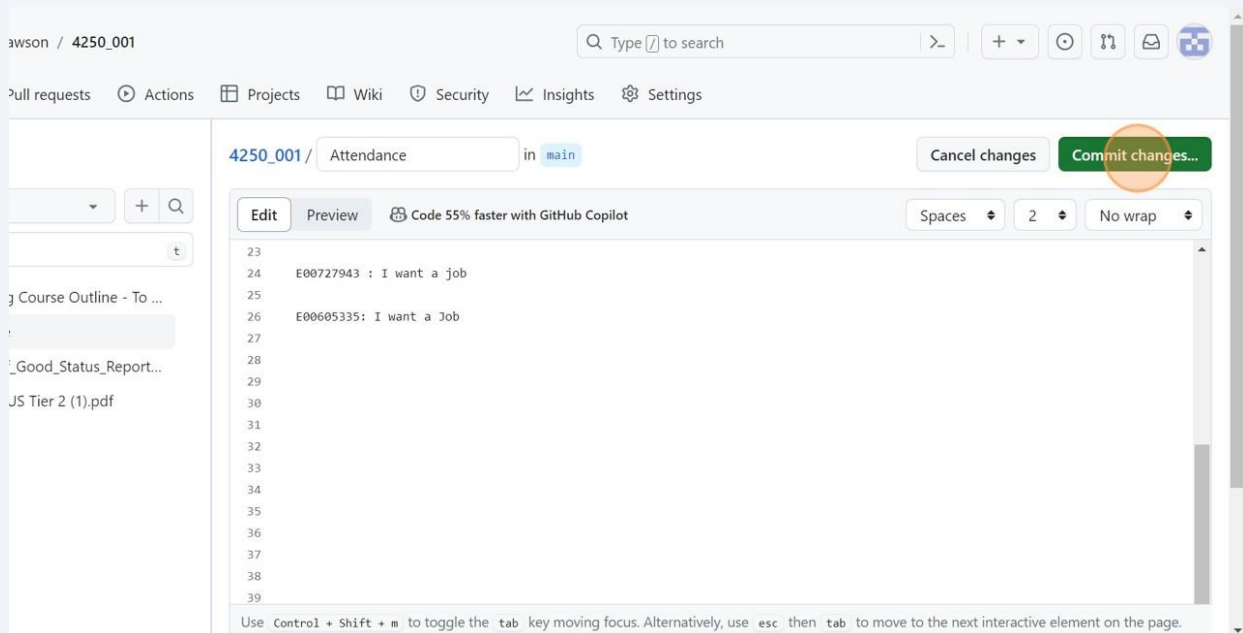 awson / 4250_001
Type / to search
Pull requests Actions Projects Wiki Security Insights Settings
4250_001 / Attendance in main Cancel changes Commit changes...
t
g Course Outline - To ...
_Good_Status_Report...
US Tier 2 (1).pdf
Edit Preview Code 55% faster with GitHub Copilot Spaces 2 No wrap
23
24 E00727943 : I want a job
25
26 E00605335: I want a Job
27
28
29
30
31
32
33
34
35
36
37
38
39
Use Control + Shift + m to toggle the tab key moving focus. Alternatively, use esc then tab to move to the next interactive element on the page.